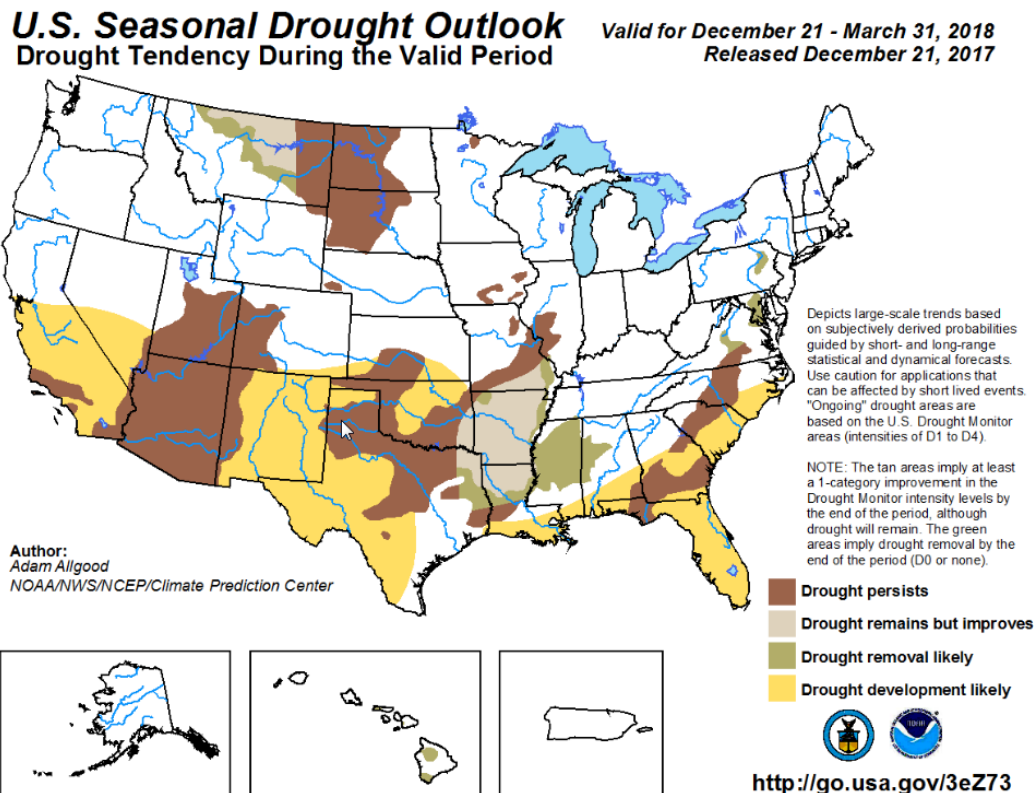 U.S. Seasonal Drought Outlook
Drought Tendency During the Valid Period
Valid for December 21 - March 31, 2018
Released December 21, 2017
Depicts large-scale trends based
on subjectively derived probabilities
guided by short- and long-range
statistical and dynamical forecasts.
Use caution for applications that
can be affected by short lived events.
"Ongoing" drought areas are
based on the U.S. Drought Monitor
areas (intensities of D1 to D4).
NOTE: The tan areas imply at least
a 1-category improvement in the
Drought Monitor intensity levels by
the end of the period, although
drought will remain. The green
areas imply drought removal by the
end of the period (D0 or none).
Author:
Adam Allgood
NOAA/NWS/NCEP/Climate Prediction Center
Drought persists
Drought remains but improves
Drought removal likely
Drought development likely
http://go.usa.gov/3eZ73